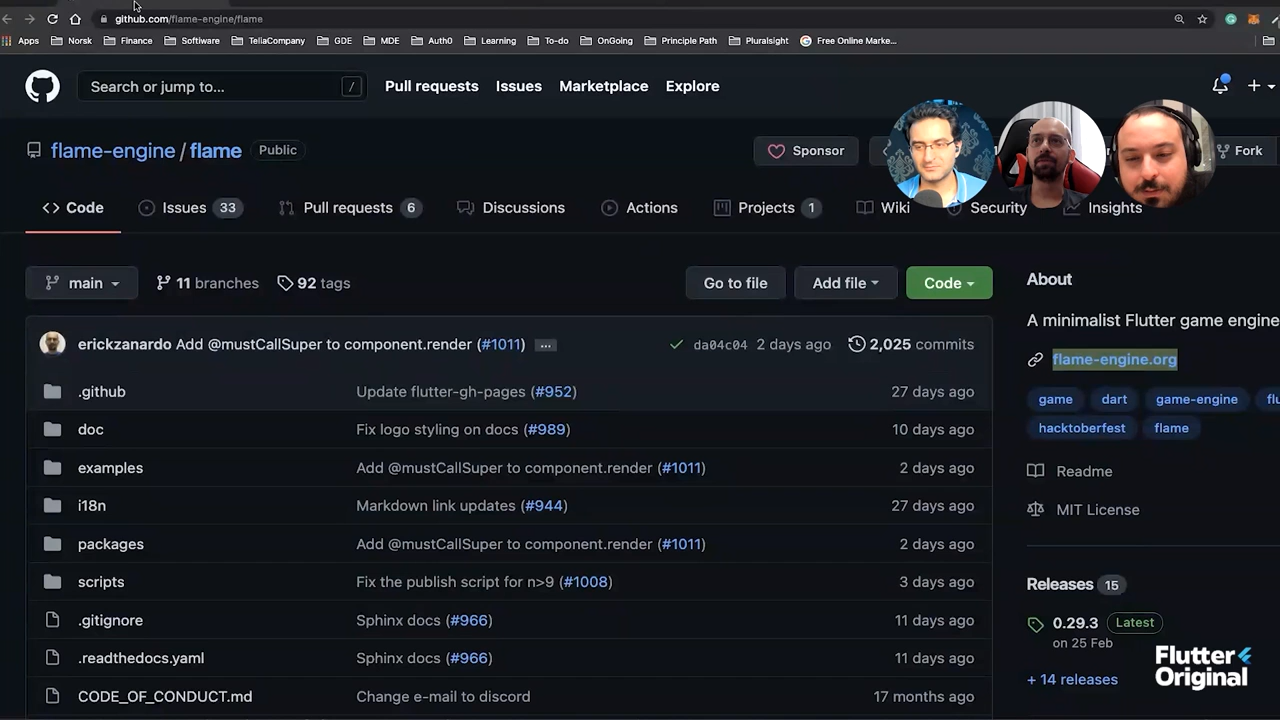 github.com/flame-engine/flame
Apps Norsk Finance Software TellaCompany GDE MDE Auth0 Learning To-do OnGoing Principle Path Pluralsight Free Online Marke...
Search or jump to... / Pull requests Issues Marketplace Explore
flame-engine / flame Public Sponsor Fork
Code Issues 33 Pull requests 6 Discussions Actions Projects 1 Wiki Security Insights
main 11 branches 92 tags Go to file Add file Code
About
A minimalist Flutter game engine
flame-engine.org
game dart game-engine flu
hacktoberfest flame
Readme
MIT License
Releases 15
0.29.3 Latest
on 25 Feb
+ 14 releases
erickzanardo Add @mustCallSuper to component.render (#1011) ... da04c04 2 days ago 2,025 commits
.github Update flutter-gh-pages (#952) 27 days ago
doc Fix logo styling on docs (#989) 10 days ago
examples Add @mustCallSuper to component.render (#1011) 2 days ago
i18n Markdown link updates (#944) 27 days ago
packages Add @mustCallSuper to component.render (#1011) 2 days ago
scripts Fix the publish script for n>9 (#1008) 3 days ago
.gitignore Sphinx docs (#966) 11 days ago
.readthedocs.yaml Sphinx docs (#966) 11 days ago
CODE_OF_CONDUCT.md Change e-mail to discord 17 months ago
Flutter
Original